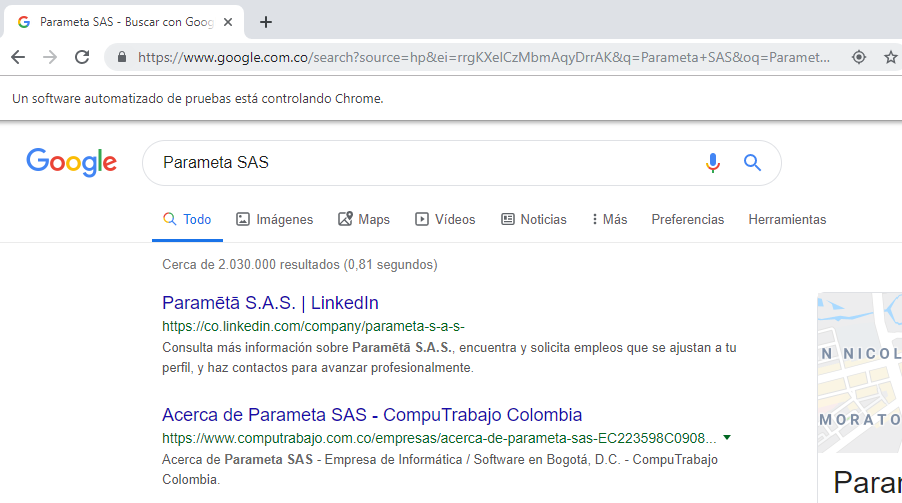 Parameta SAS - Buscar con Goog
https://www.google.com.co/search?source=hp&ei=rrgKXelCzMbmAqyDrrAK&q=Parameta+SAS&oq=Paramet...
Un software automatizado de pruebas está controlando Chrome.
Google
Parameta SAS
Todo Imágenes Maps Vídeos Noticias Más Preferencias Herramientas
Cerca de 2.030.000 resultados (0,81 segundos)
Paramētā S.A.S. | LinkedIn
https://co.linkedin.com/company/parameta-s-a-s-
Consulta más información sobre Paramētā S.A.S., encuentra y solicita empleos que se ajustan a tu
perfil, y haz contactos para avanzar profesionalmente.
Acerca de Parameta SAS - CompuTrabajo Colombia
https://www.computrabajo.com.co/empresas/acerca-de-parameta-sas-EC223598C0908...
Acerca de Parameta SAS - Empresa de Informática / Software en Bogotá, D.C. - CompuTrabajo
Colombia.
N NICOL
MORATO
Parar